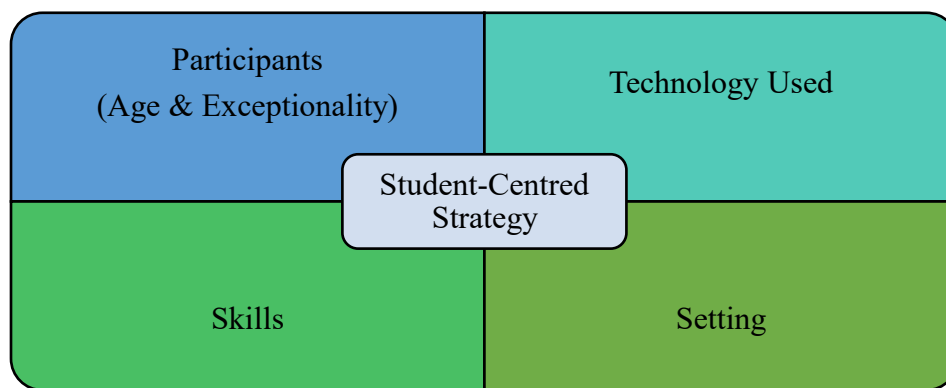 Participants
(Age & Exceptionality)
Technology Used
Student-Centred
Strategy
Skills
Setting